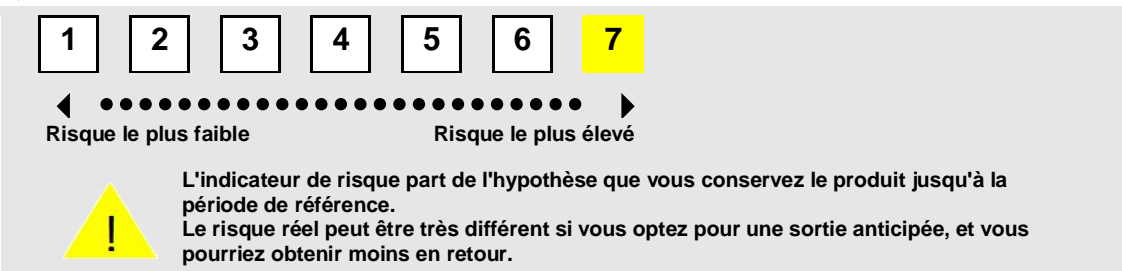 1 2 3 4 5 6 7
Risque le plus faible Risque le plus élevé
L'indicateur de risque part de l'hypothèse que vous conservez le produit jusqu'à la
période de référence.
Le risque réel peut être très différent si vous optez pour une sortie anticipée, et vous
pourriez obtenir moins en retour.
!